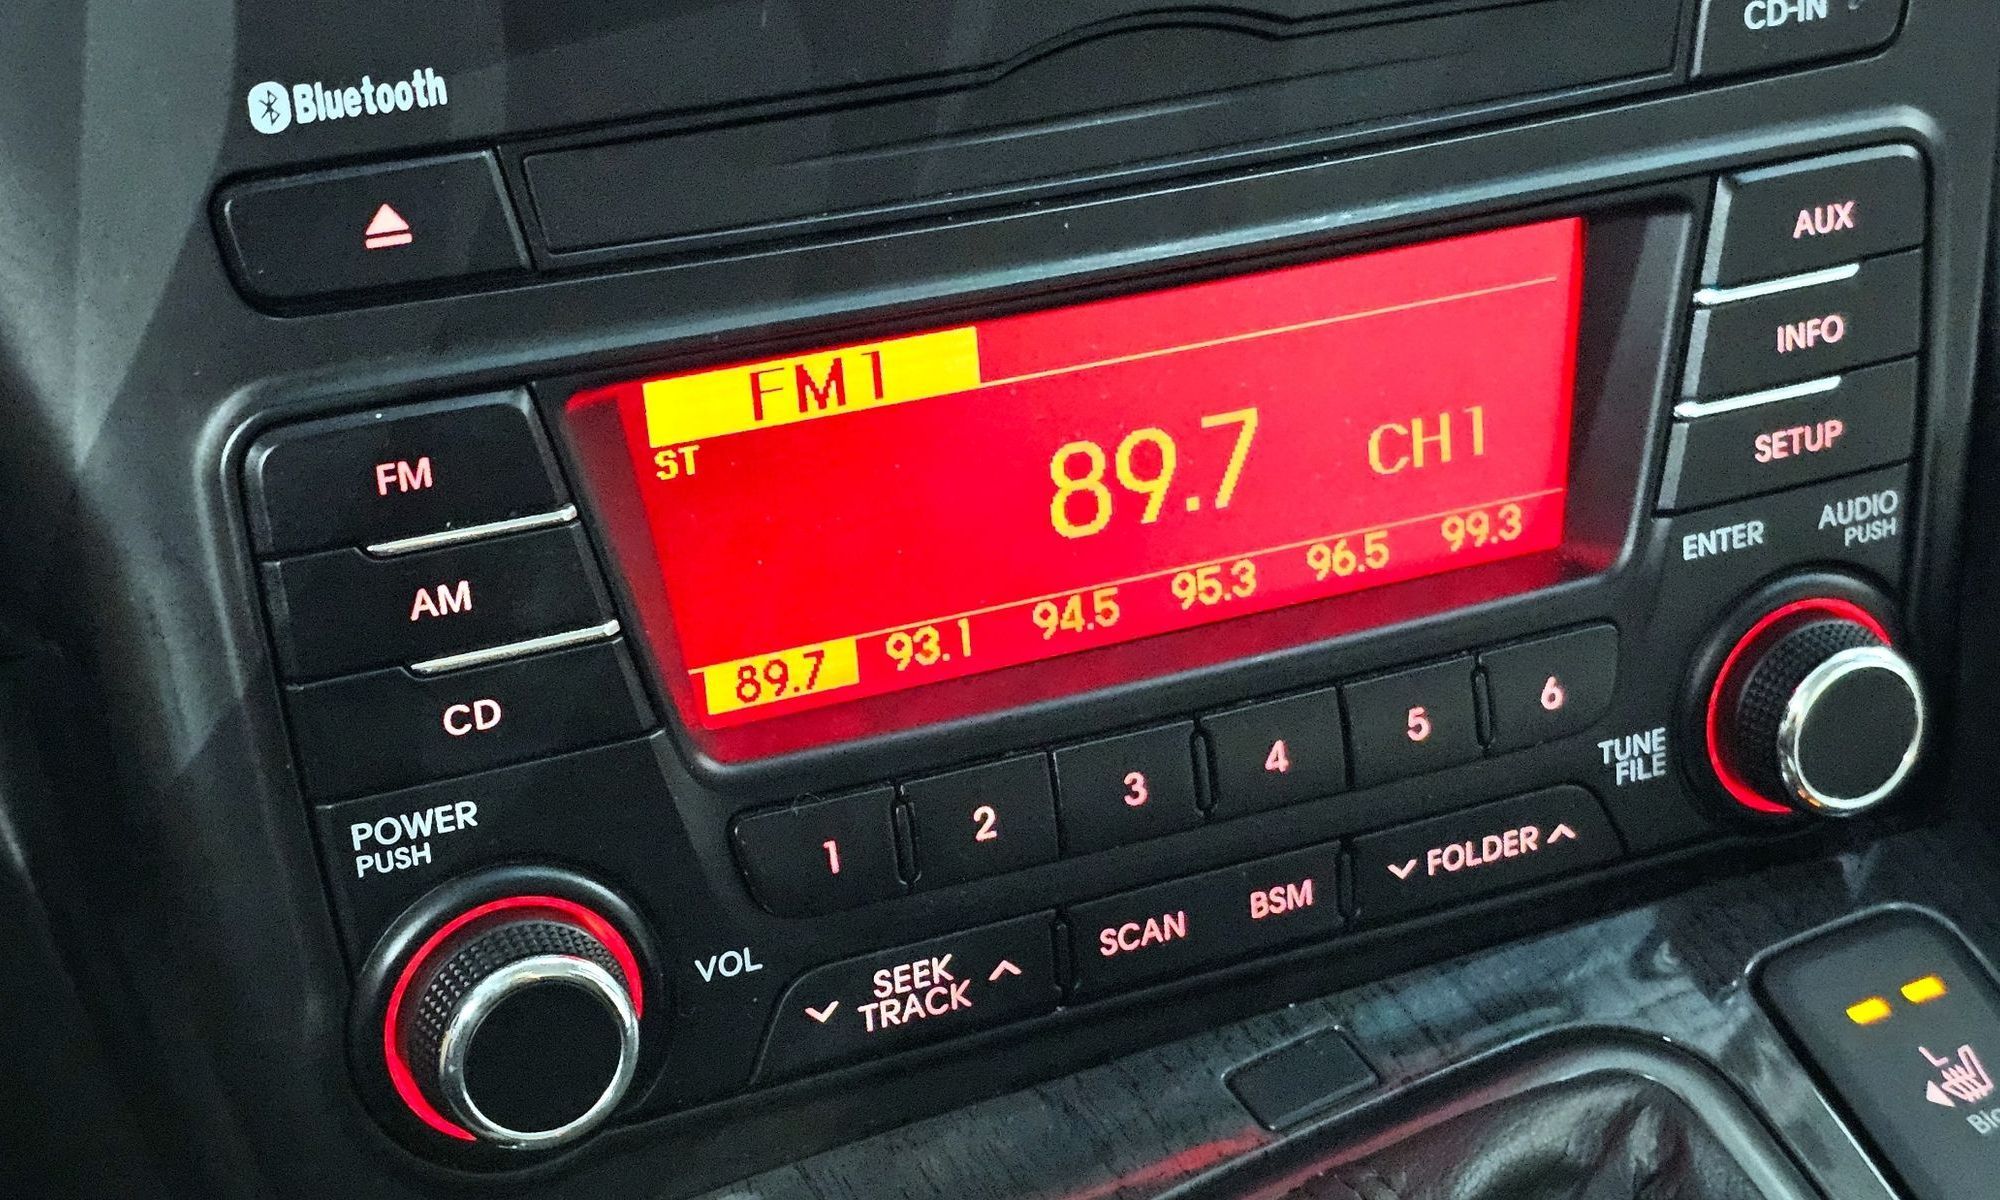 CD-IN
Bluetooth
AUX
INFO
SETUP
FM1
ST
89.7 CH1
89.7 93.1 94.5 95.3 96.5 99.3
FM
AM
CD
ENTER
AUDIO
PUSH
1 2 3 4 5 6
TUNE
FILE
POWER
PUSH
VOL
SEEK
TRACK
SCAN BSM
FOLDER
L